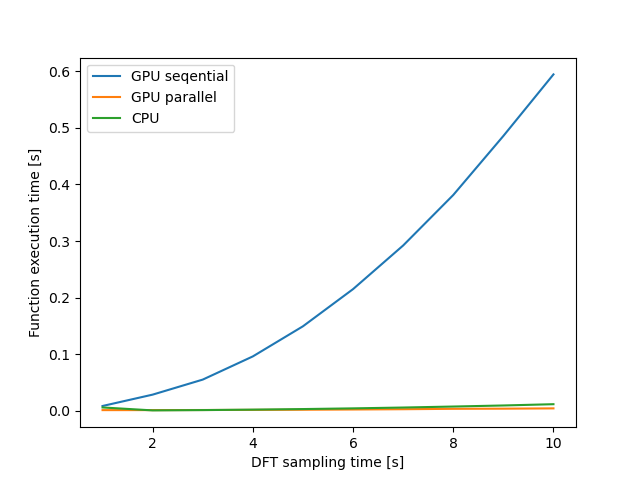 GPU seqential
GPU parallel
CPU
Function execution time [s]
0.6
0.5
0.4
0.3
0.2
0.1
0.0
2
4
6
8
10
DFT sampling time [s]